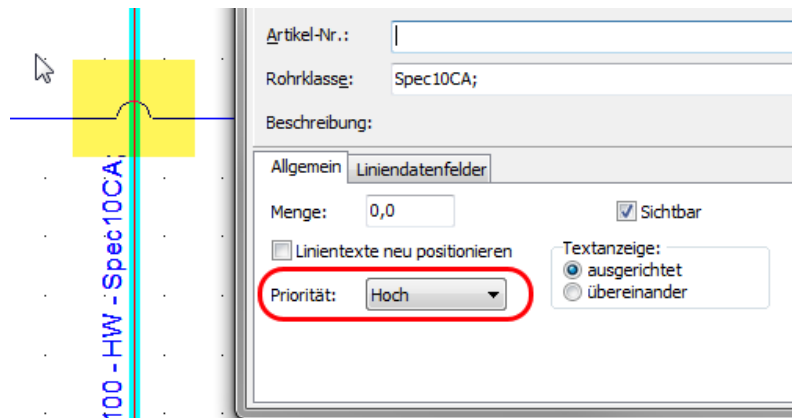 100 - HW - Spec10CA;
Artikel-Nr.:
Rohrklasse: Spec10CA;
Beschreibung:
Allgemein Liniendatenfelder
Menge: 0,0 Sichtbar
Linientexte neu positionieren Textanzeige:
ausgerichtet
Priorität: Hoch übereinander